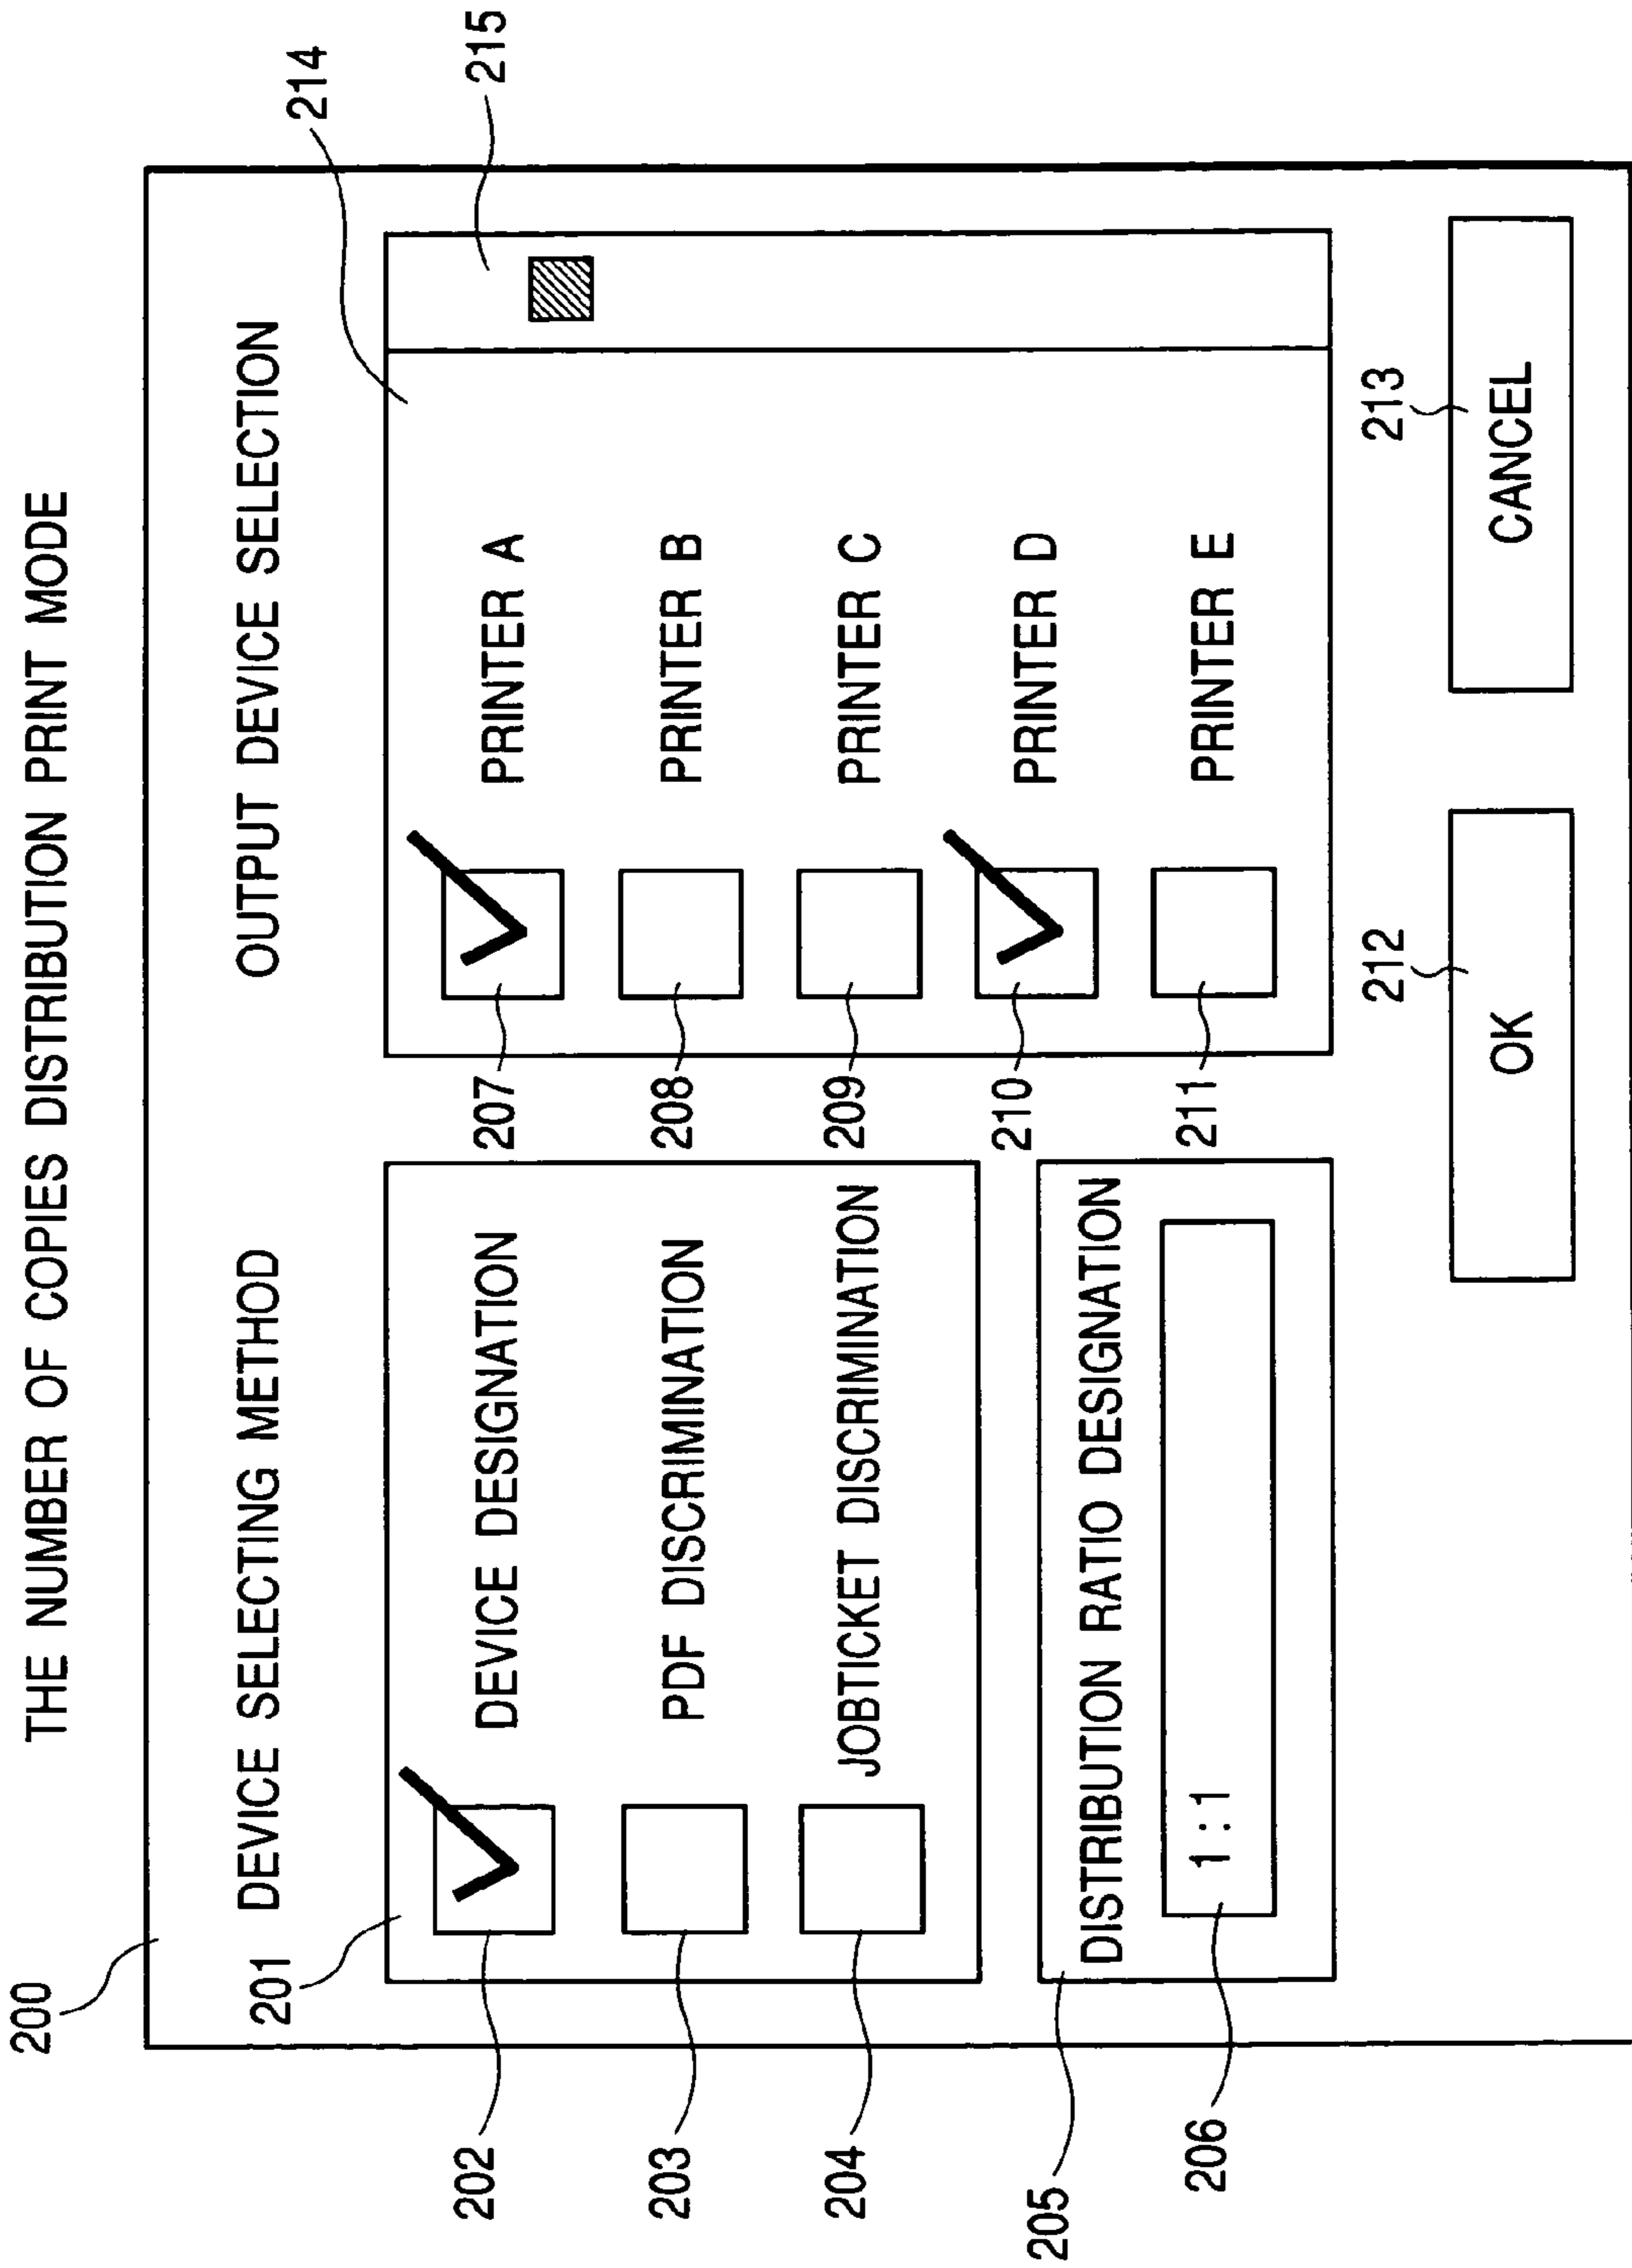 THE NUMBER OF COPIES DISTRIBUTION PRINT MODE
200
201
DEVICE SELECTING METHOD
202
DEVICE DESIGNATION
203
PDF DISCRIMINATION
204
JOBTICKET DISCRIMINATION
205
DISTRIBUTION RATIO DESIGNATION
206
1 : 1
OUTPUT DEVICE SELECTION
214
215
207
PRINTER A
208
PRINTER B
209
PRINTER C
210
PRINTER D
211
PRINTER E
212
OK
213
CANCEL